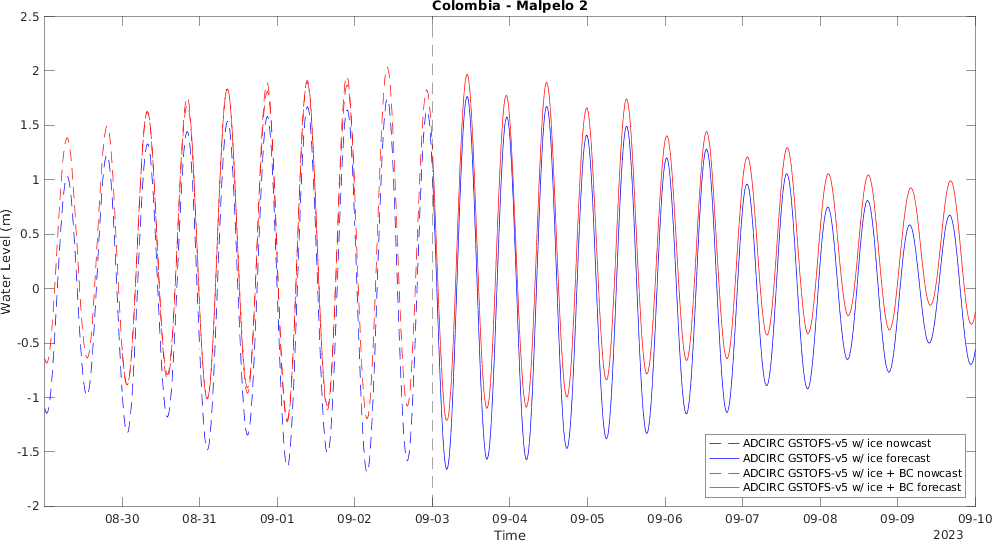 Colombia - Malpelo 2
2.5
2
1.5
1
0.5
0
-0.5
-1
-1.5
-2
Water Level (m)
08-30 08-31 09-01 09-02 09-03 09-04 09-05 09-06 09-07 09-08 09-09 09-10
Time
2023
ADCIRC GSTOFS-v5 w/ ice nowcast
ADCIRC GSTOFS-v5 w/ ice forecast
ADCIRC GSTOFS-v5 w/ ice + BC nowcast
ADCIRC GSTOFS-v5 w/ ice + BC forecast